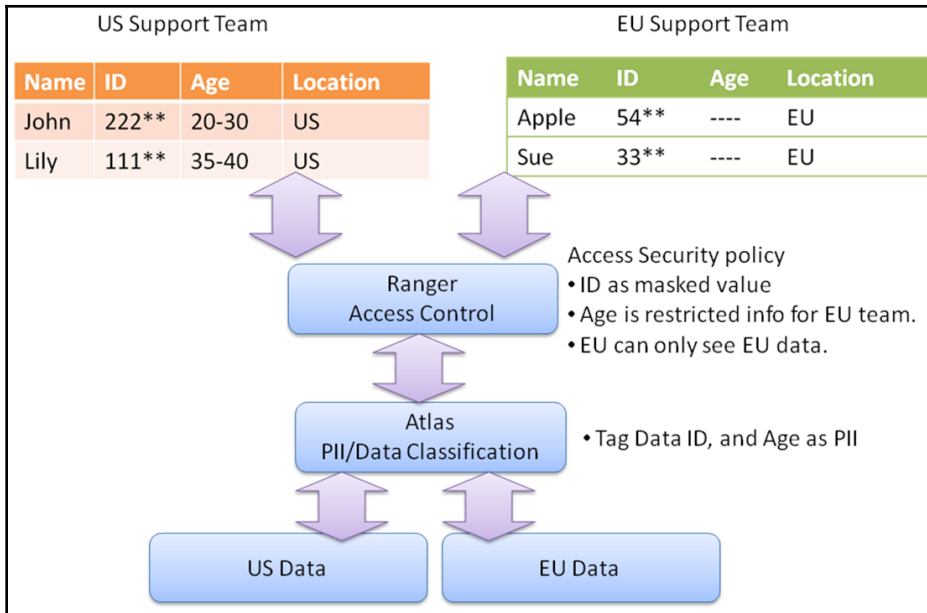 US Support Team
EU Support Team
Name ID Age Location
John 222** 20-30 US
Lily 111** 35-40 US
Name ID Age Location
Apple 54** ---- EU
Sue 33** ---- EU
Ranger
Access Control
Access Security policy
• ID as masked value
• Age is restricted info for EU team.
• EU can only see EU data.
Atlas
PII/Data Classification
• Tag Data ID, and Age as PII
US Data
EU Data